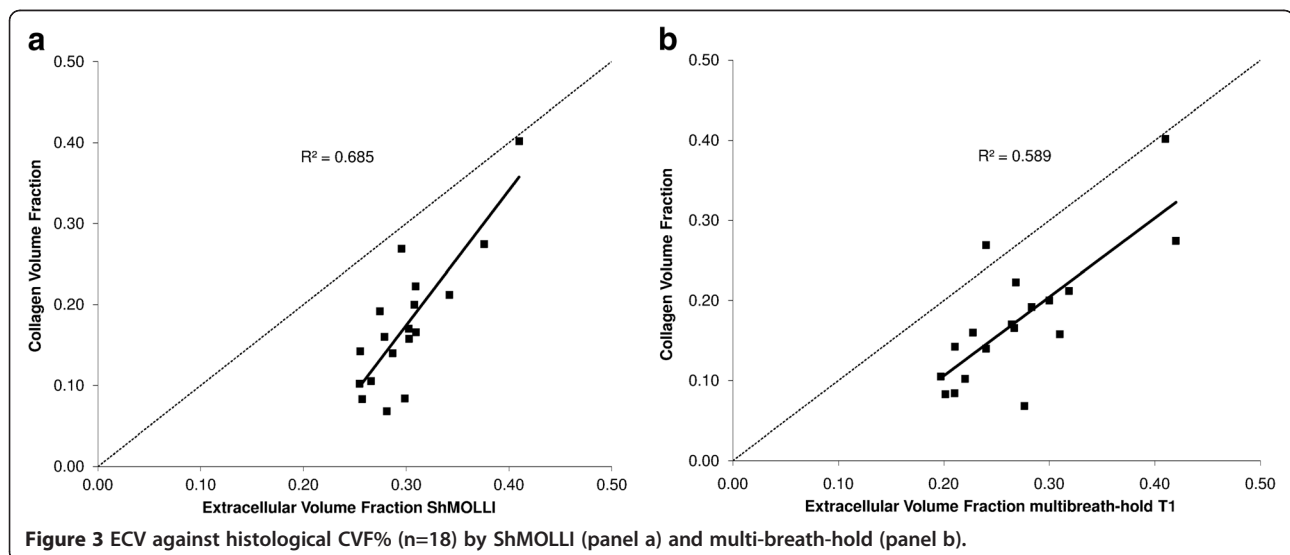 a
0.50
0.40
0.30
0.20
0.10
0.00
Collagen Volume Fraction
R² = 0.685
0.00 0.10 0.20 0.30 0.40 0.50
Extracellular Volume Fraction ShMOLLI
b
0.50
0.40
0.30
0.20
0.10
0.00
Collagen Volume Fraction
R² = 0.589
0.00 0.10 0.20 0.30 0.40 0.50
Extracellular Volume Fraction multibreath-hold T1
Figure 3 ECV against histological CVF% (n=18) by ShMOLLI (panel a) and multi-breath-hold (panel b).